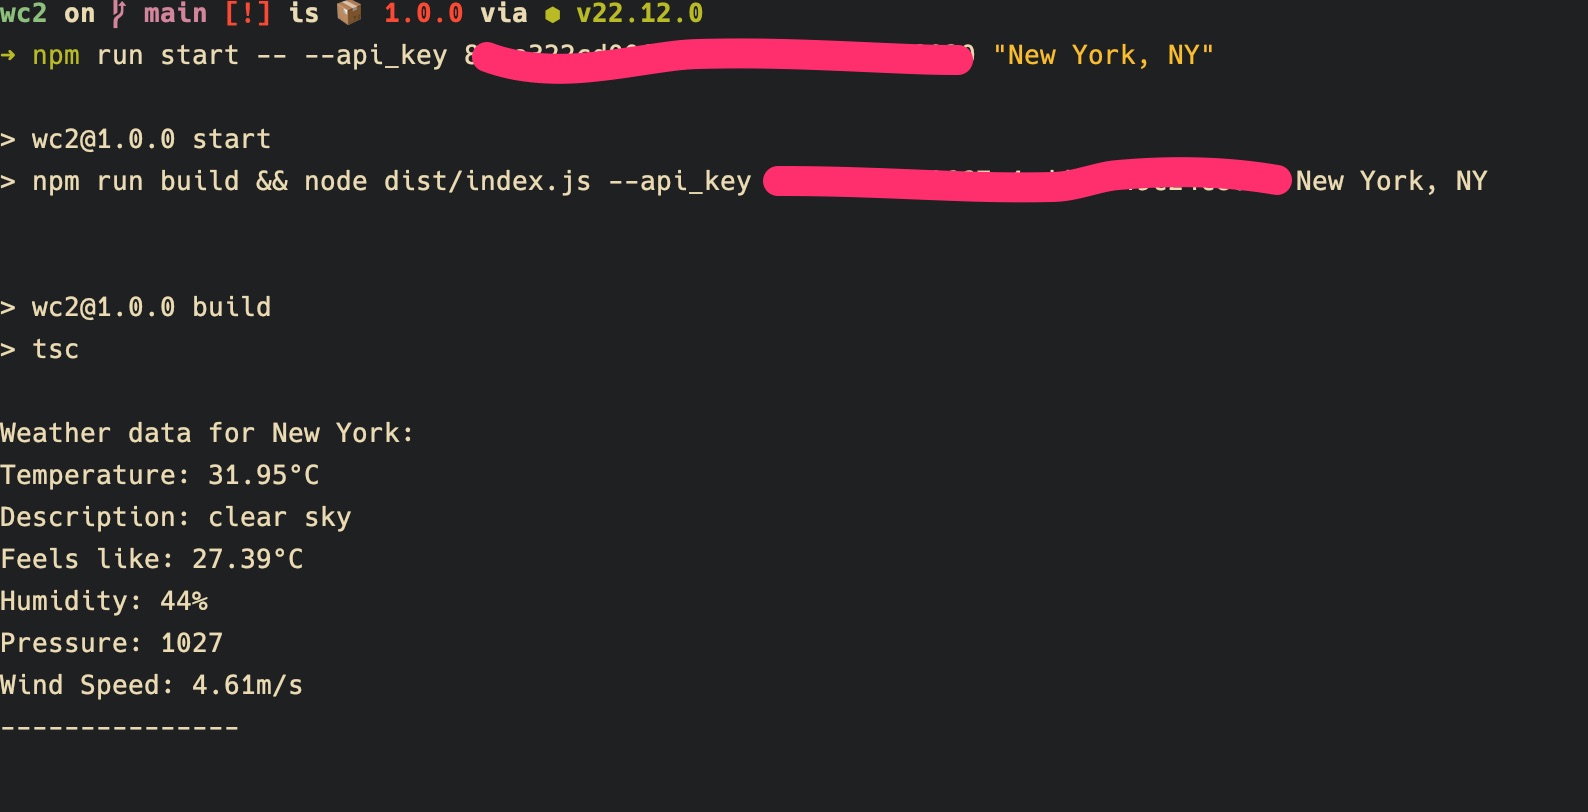 wc2 on main [!] is 📦 1.0.0 via ⬢ v22.12.0
➜ npm run start -- --api_key "New York, NY"
> wc2@1.0.0 start
> npm run build && node dist/index.js --api_key New York, NY
> wc2@1.0.0 build
> tsc
Weather data for New York:
Temperature: 31.95°C
Description: clear sky
Feels like: 27.39°C
Humidity: 44%
Pressure: 1027
Wind Speed: 4.61m/s
---------------